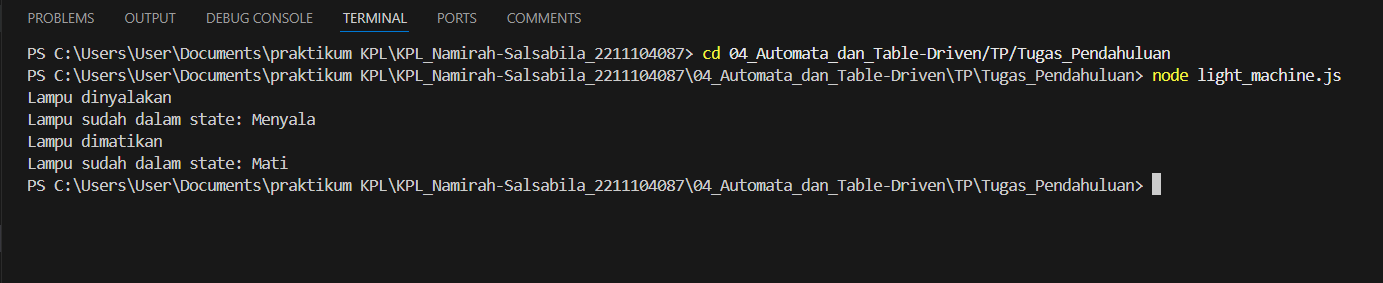 PROBLEMS OUTPUT DEBUG CONSOLE TERMINAL PORTS COMMENTS
PS C:\Users\User\Documents\praktikum KPL\KPL_Namirah-Salsabila_2211104087> cd 04_Automata_dan_Table-Driven/TP/Tugas_Pendahuluan
PS C:\Users\User\Documents\praktikum KPL\KPL_Namirah-Salsabila_2211104087\04_Automata_dan_Table-Driven\TP\Tugas_Pendahuluan> node light_machine.js
Lampu dinyalakan
Lampu sudah dalam state: Menyala
Lampu dimatikan
Lampu sudah dalam state: Mati
PS C:\Users\User\Documents\praktikum KPL\KPL_Namirah-Salsabila_2211104087\04_Automata_dan_Table-Driven\TP\Tugas_Pendahuluan>